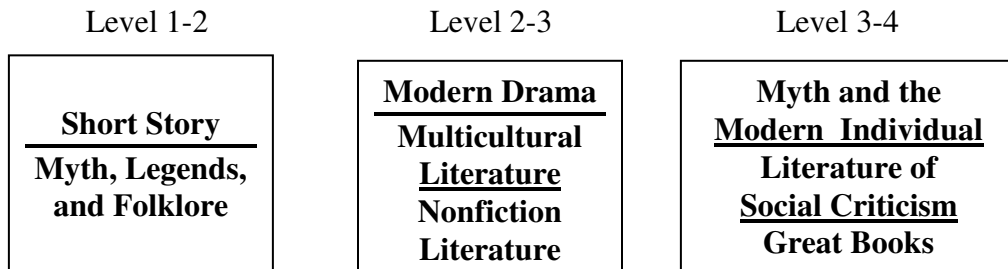 Level 1-2
Level 2-3
Level 3-4
Short Story
Myth, Legends,
and Folklore
Modern Drama
Multicultural
Literature
Nonfiction
Literature
Myth and the
Modern Individual
Literature of
Social Criticism
Great Books